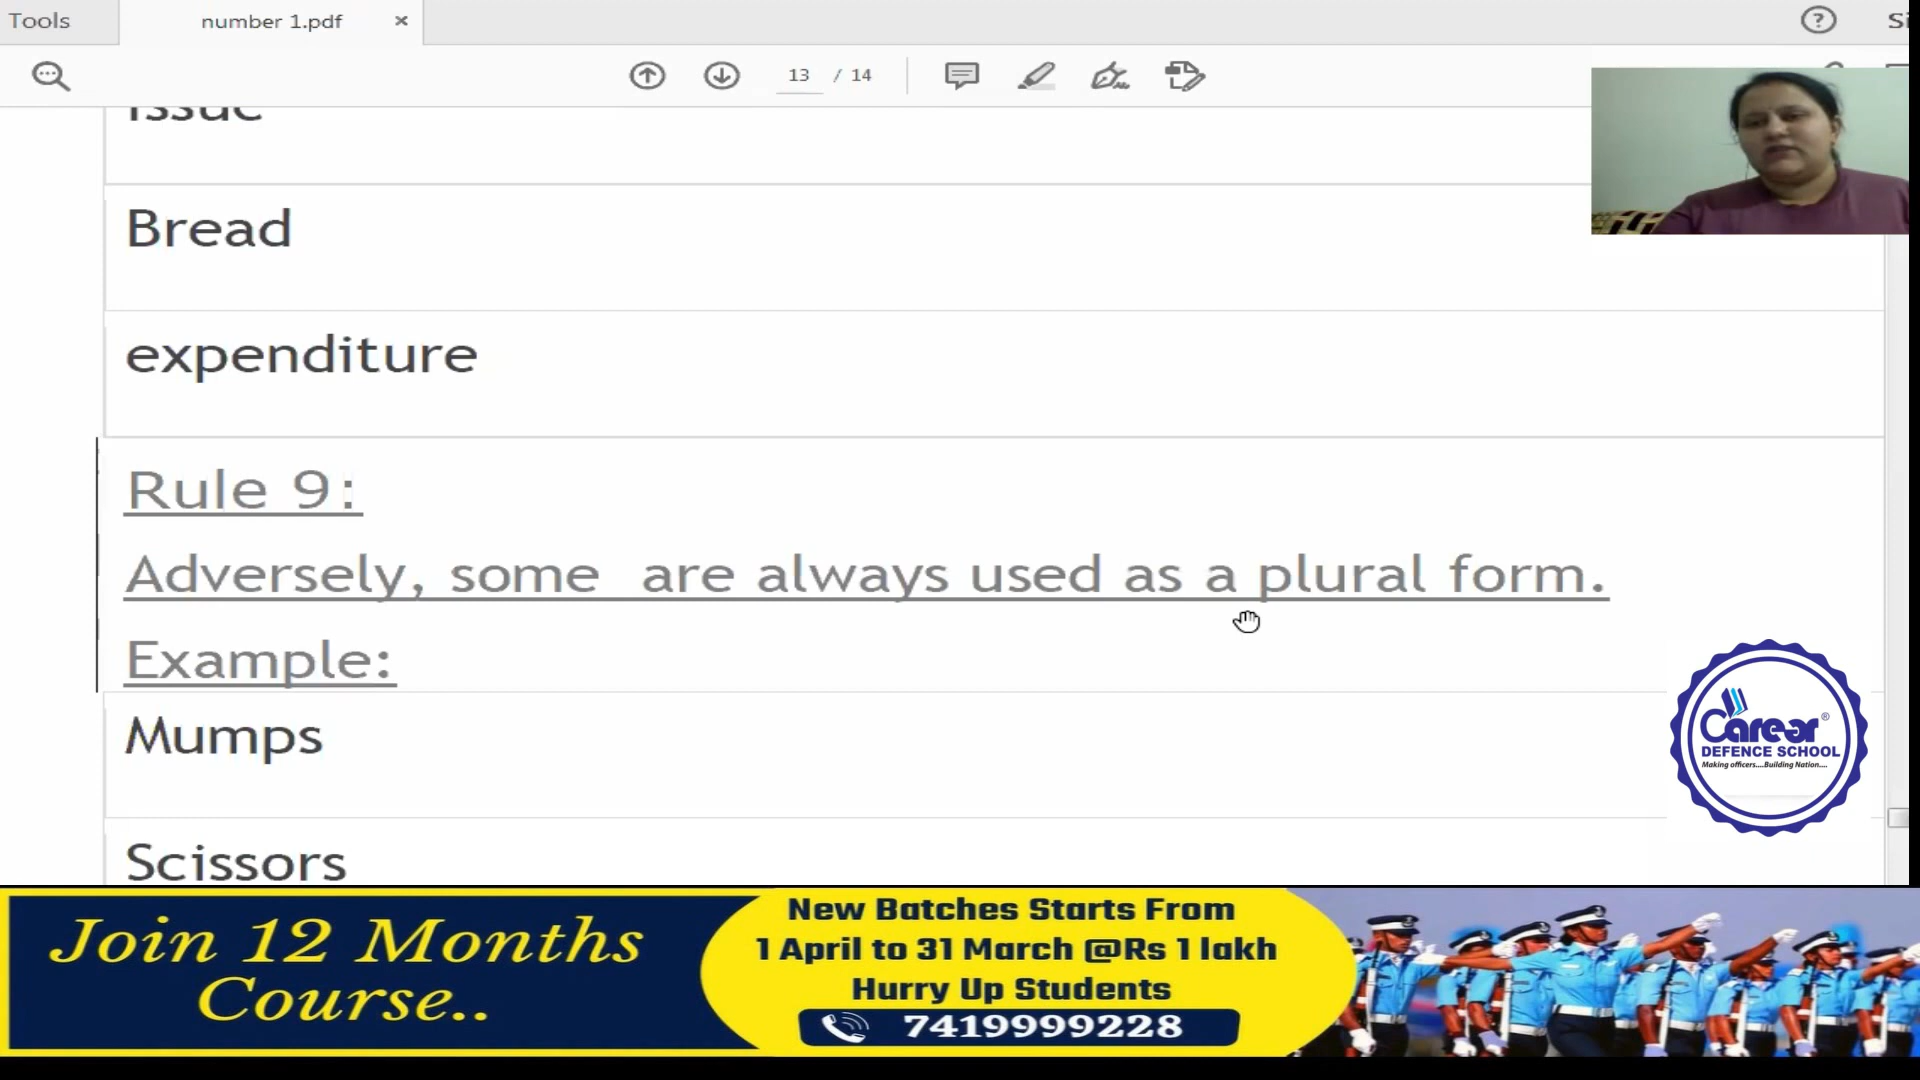 Tools
number 1.pdf
13 / 14
Issue
Bread
expenditure
Rule 9:
Adversely, some  are always used as a plural form.
Example:
Mumps
Scissors
Carear®
DEFENCE SCHOOL
Making officers....Building Nation....
Join 12 Months
Course..
New Batches Starts From
1 April to 31 March @Rs 1 lakh
Hurry Up Students
7419999228